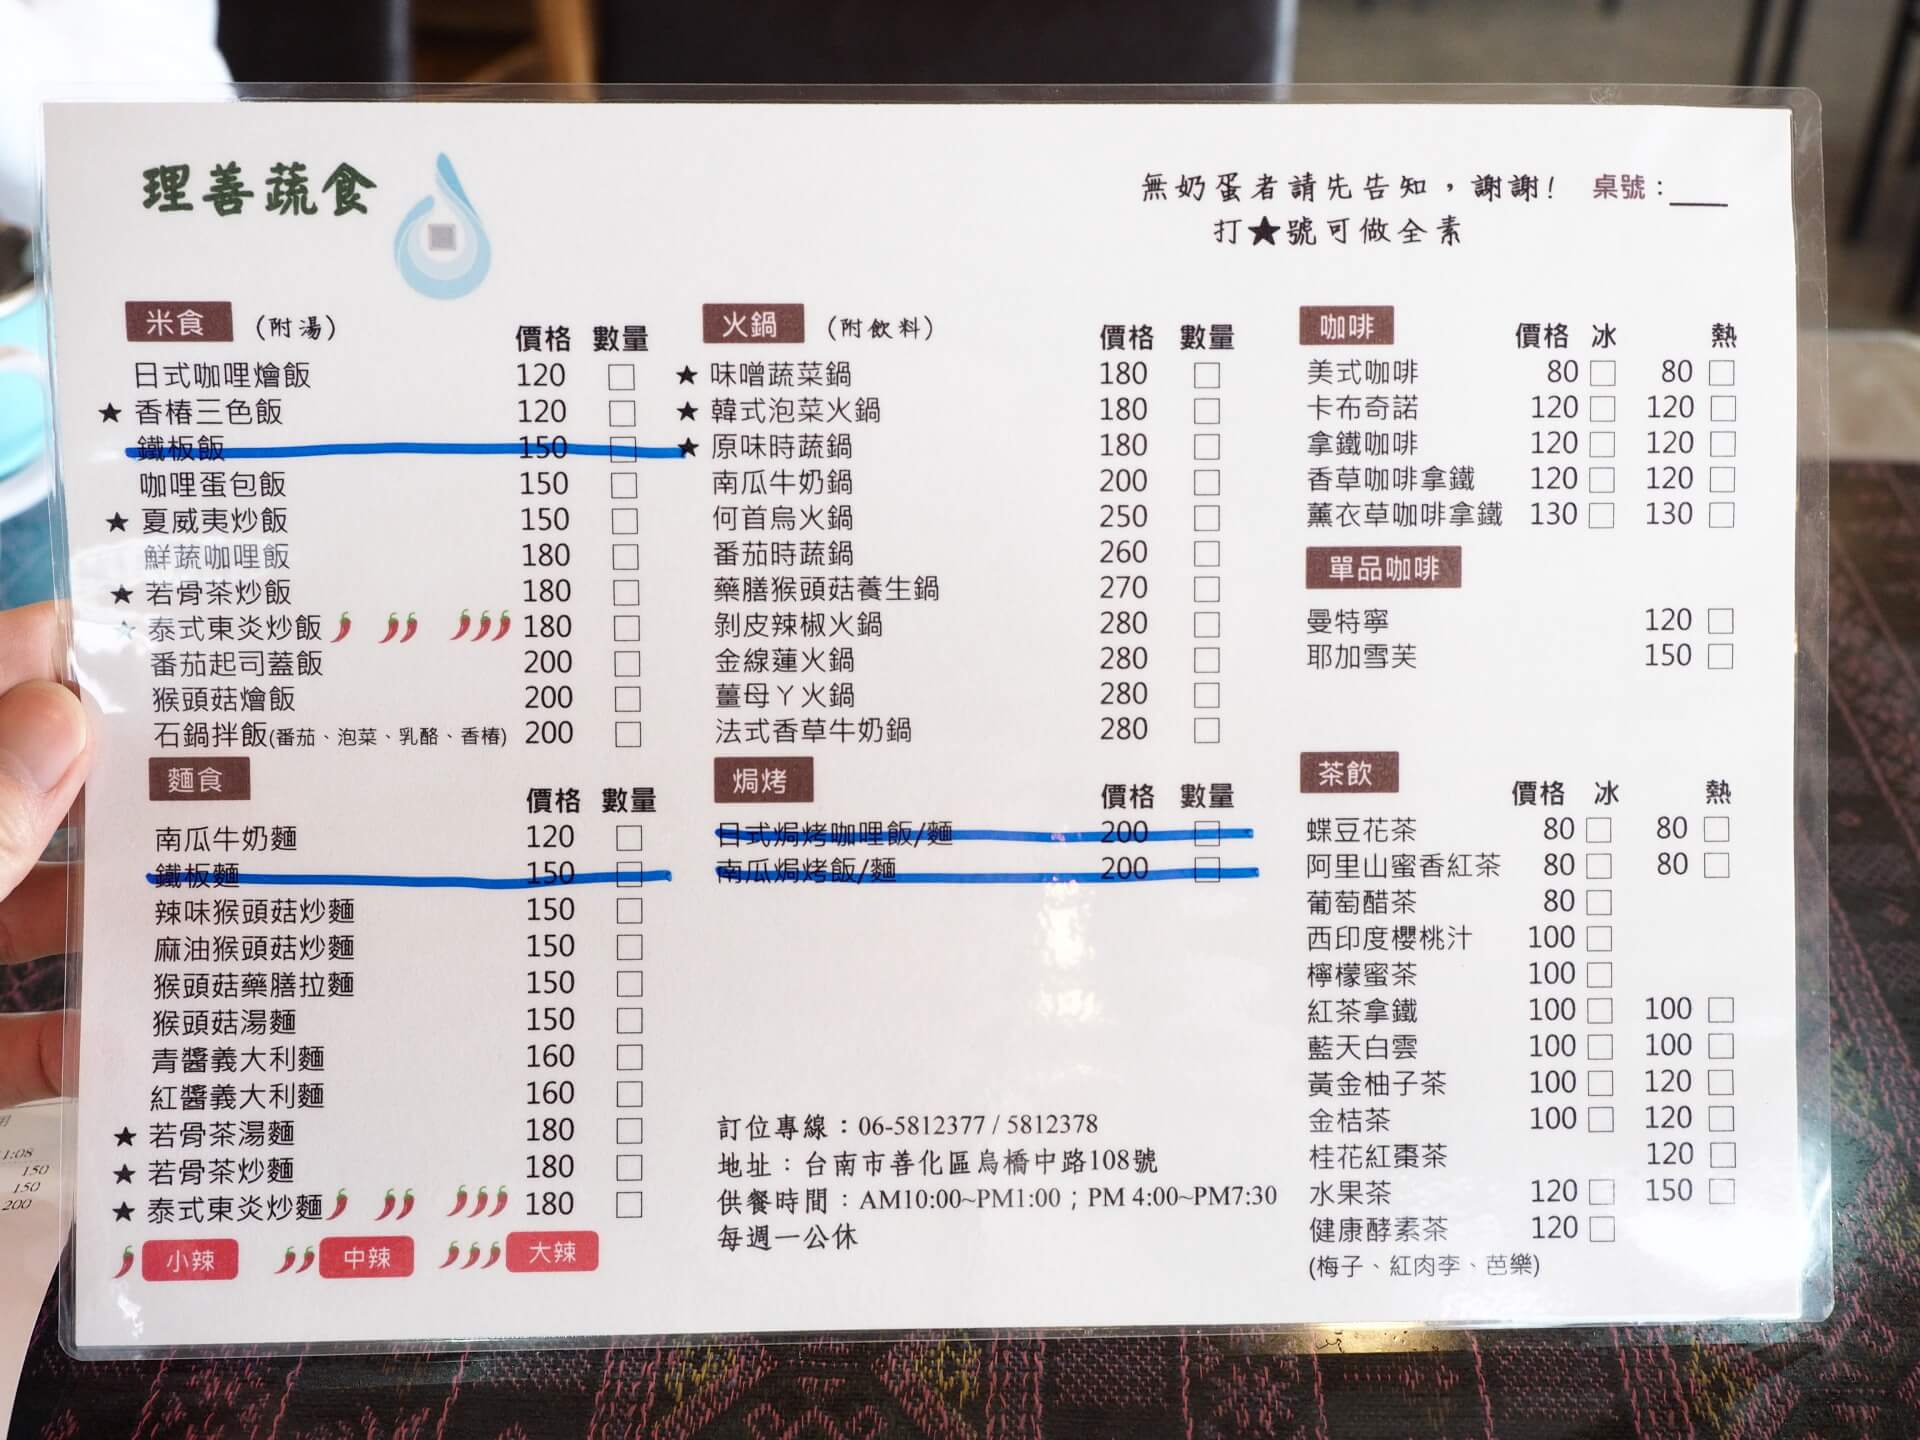 理善蔬食
無奶蛋者請先告知，謝謝! 桌號：___
打★號可做全素
米食 (附湯) 價格 數量
日式咖哩燴飯 120 □
★ 香椿三色飯 120 □
鐵板飯 150 □
咖哩蛋包飯 150 □
★ 夏威夷炒飯 150 □
鮮蔬咖哩飯 180 □
★ 若骨茶炒飯 180 □
★ 泰式東炎炒飯 180 □
番茄起司蓋飯 200 □
猴頭菇燴飯 200 □
石鍋拌飯(番茄、泡菜、乳酪、香椿) 200 □
麵食 價格 數量
南瓜牛奶麵 120 □
鐵板麵 150 □
辣味猴頭菇炒麵 150 □
麻油猴頭菇炒麵 150 □
猴頭菇藥膳拉麵 150 □
猴頭菇湯麵 150 □
青醬義大利麵 160 □
紅醬義大利麵 160 □
★ 若骨茶湯麵 180 □
★ 若骨茶炒麵 180 □
★ 泰式東炎炒麵 180 □
小辣 中辣 大辣
火鍋 (附飲料) 價格 數量
★ 味噌蔬菜鍋 180 □
★ 韓式泡菜火鍋 180 □
★ 原味時蔬鍋 180 □
南瓜牛奶鍋 200 □
何首烏火鍋 250 □
番茄時蔬鍋 260 □
藥膳猴頭菇養生鍋 270 □
剝皮辣椒火鍋 280 □
金線蓮火鍋 280 □
薑母ㄚ火鍋 280 □
法式香草牛奶鍋 280 □
焗烤 價格 數量
日式焗烤咖哩飯/麵 200 □
南瓜焗烤飯/麵 200 □
訂位專線：06-5812377 / 5812378
地址：台南市善化區烏橋中路108號
供餐時間：AM10:00~PM1:00；PM 4:00~PM7:30
每週一公休
咖啡 價格 冰 熱
美式咖啡 80 □ 80 □
卡布奇諾 120 □ 120 □
拿鐵咖啡 120 □ 120 □
香草咖啡拿鐵 120 □ 120 □
薰衣草咖啡拿鐵 130 □ 130 □
單品咖啡
曼特寧 120 □
耶加雪芙 150 □
茶飲 價格 冰 熱
蝶豆花茶 80 □ 80 □
阿里山蜜香紅茶 80 □ 80 □
葡萄醋茶 80 □
西印度櫻桃汁 100 □
檸檬蜜茶 100 □
紅茶拿鐵 100 □ 100 □
藍天白雲 100 □ 100 □
黃金柚子茶 100 □ 120 □
金桔茶 100 □ 120 □
桂花紅棗茶 120 □
水果茶 120 □ 150 □
健康酵素茶 120 □
(梅子、紅肉李、芭樂)
1:08
150
150
200